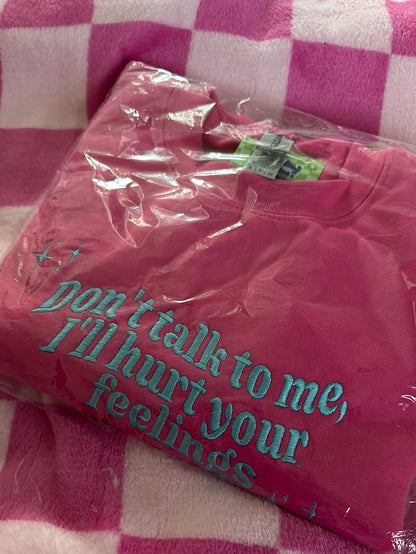 Don't talk to me,
I'll hurt your
feelings